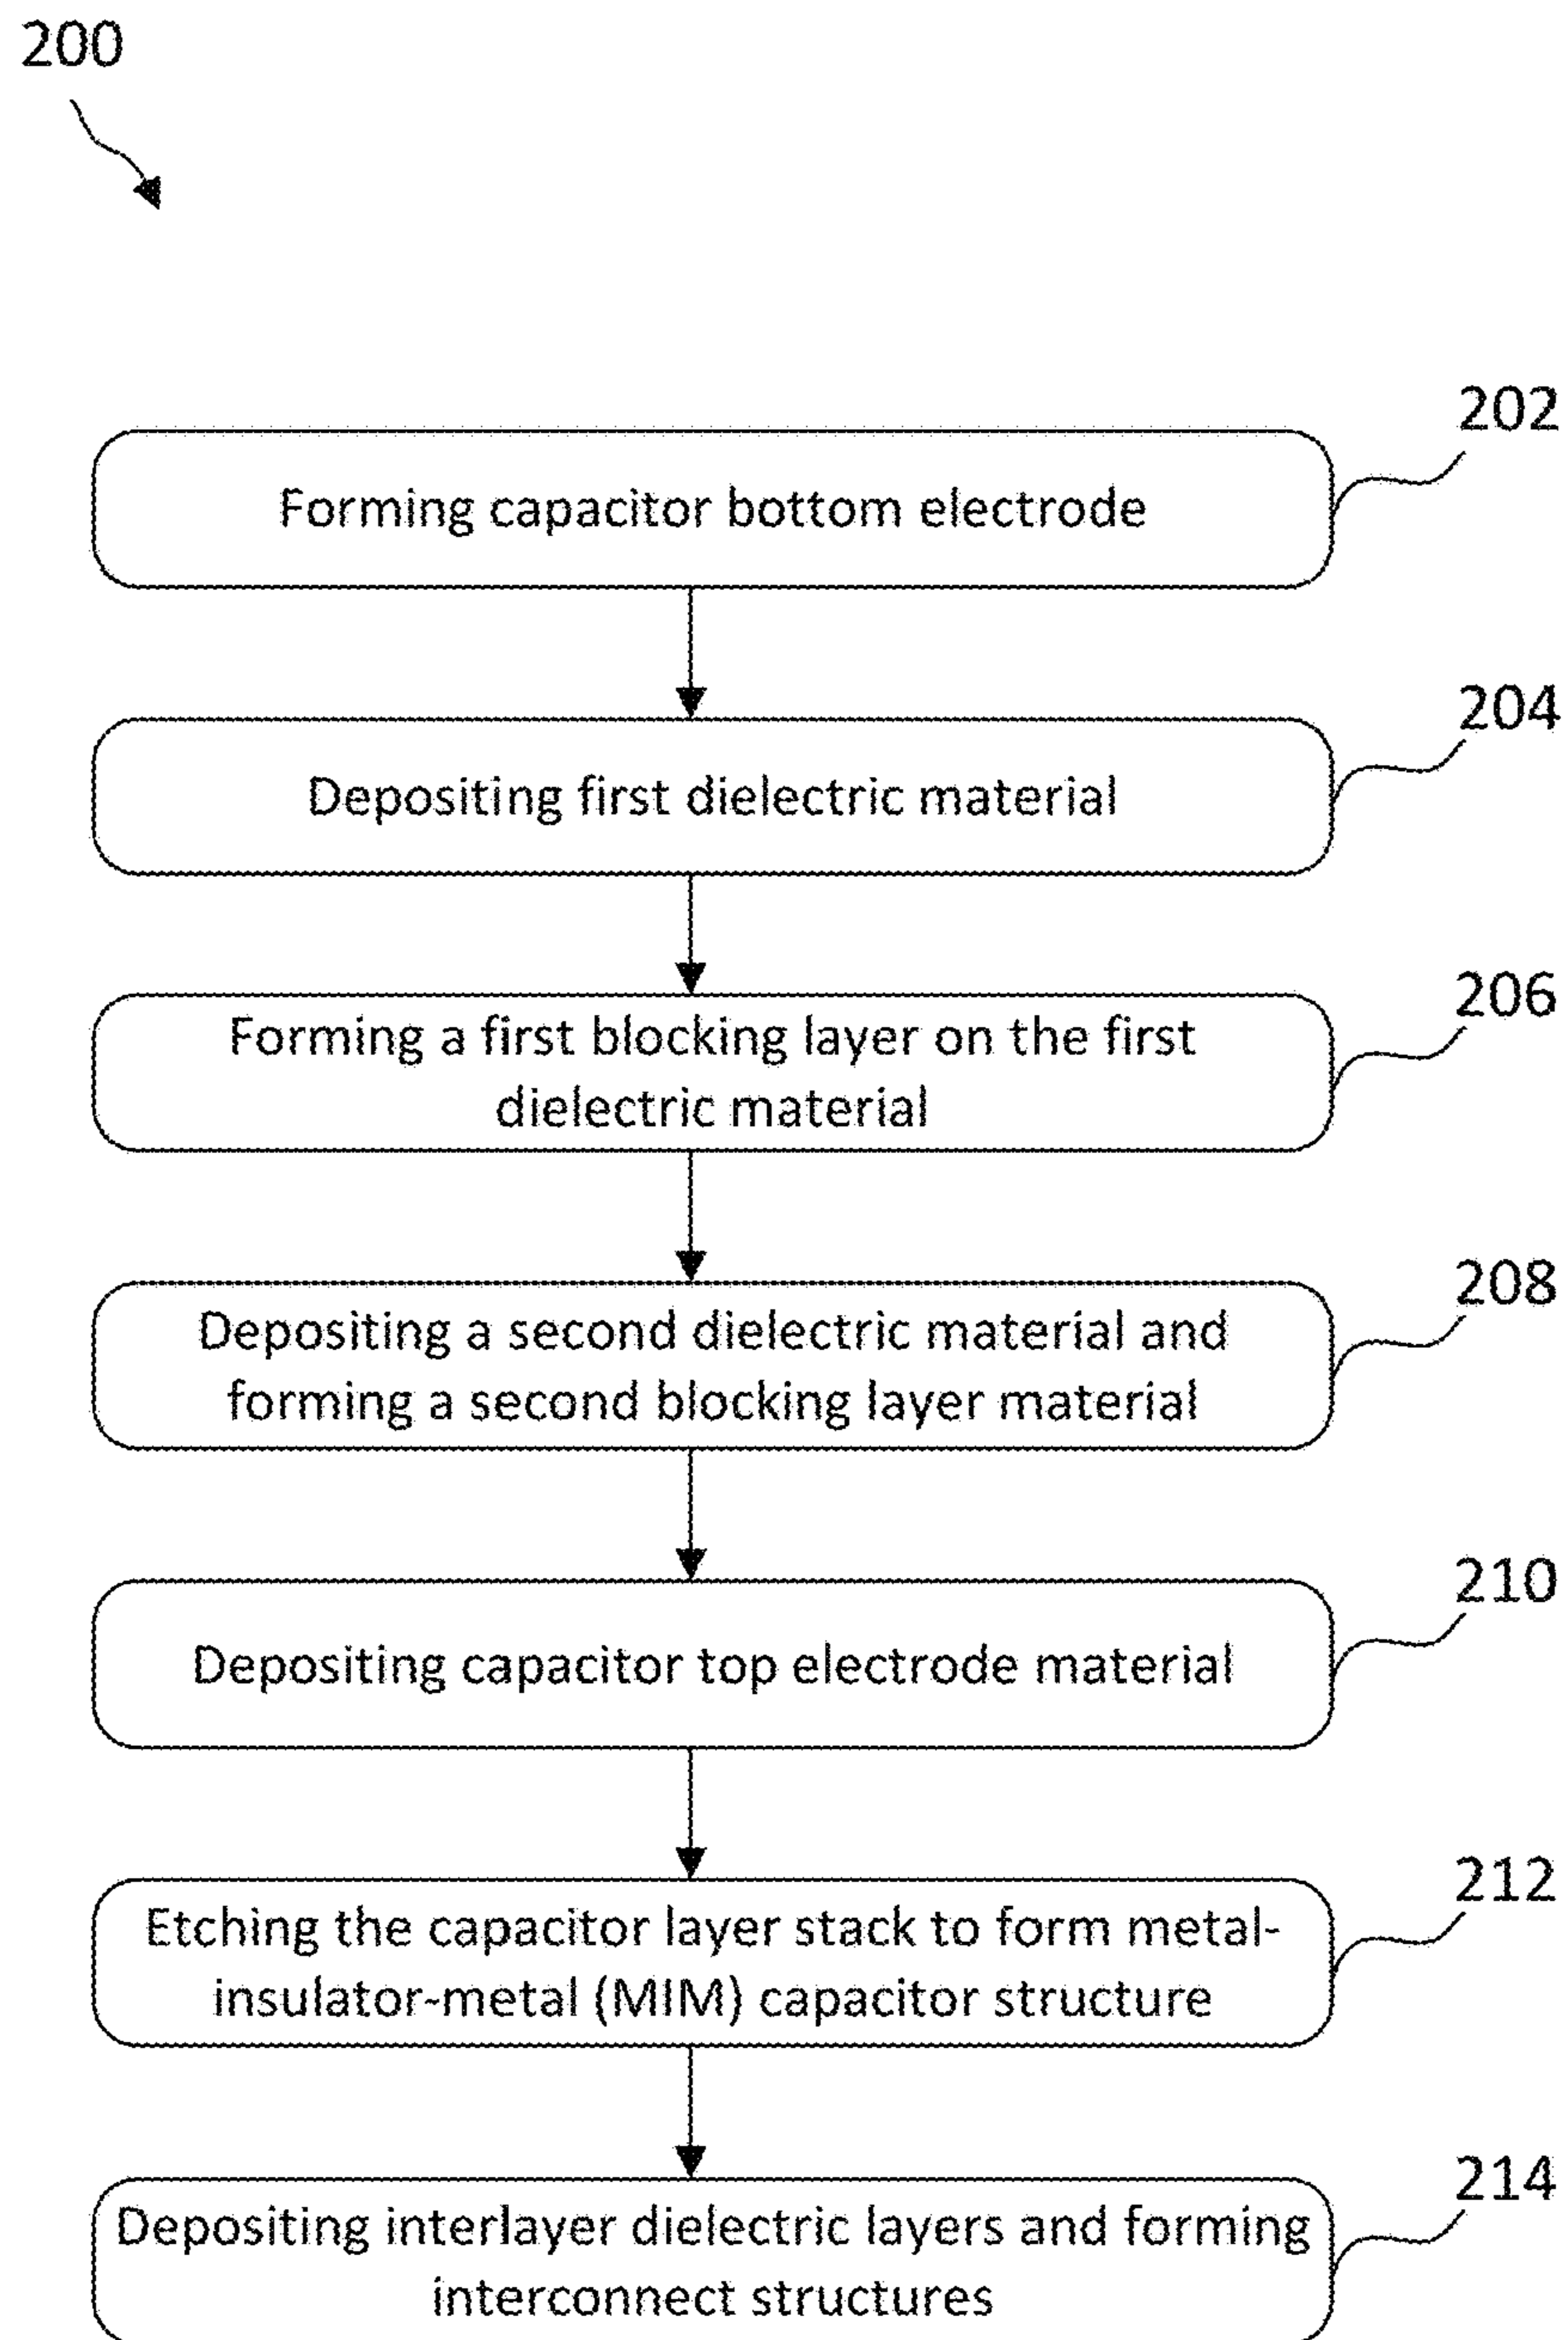 200
202
Forming capacitor bottom electrode
204
Depositing first dielectric material
206
Forming a first blocking layer on the first
dielectric material
208
Depositing a second dielectric material and
forming a second blocking layer material
210
Depositing capacitor top electrode material
212
Etching the capacitor layer stack to form metal-
insulator-metal (MIM) capacitor structure
214
Depositing interlayer dielectric layers and forming
interconnect structures